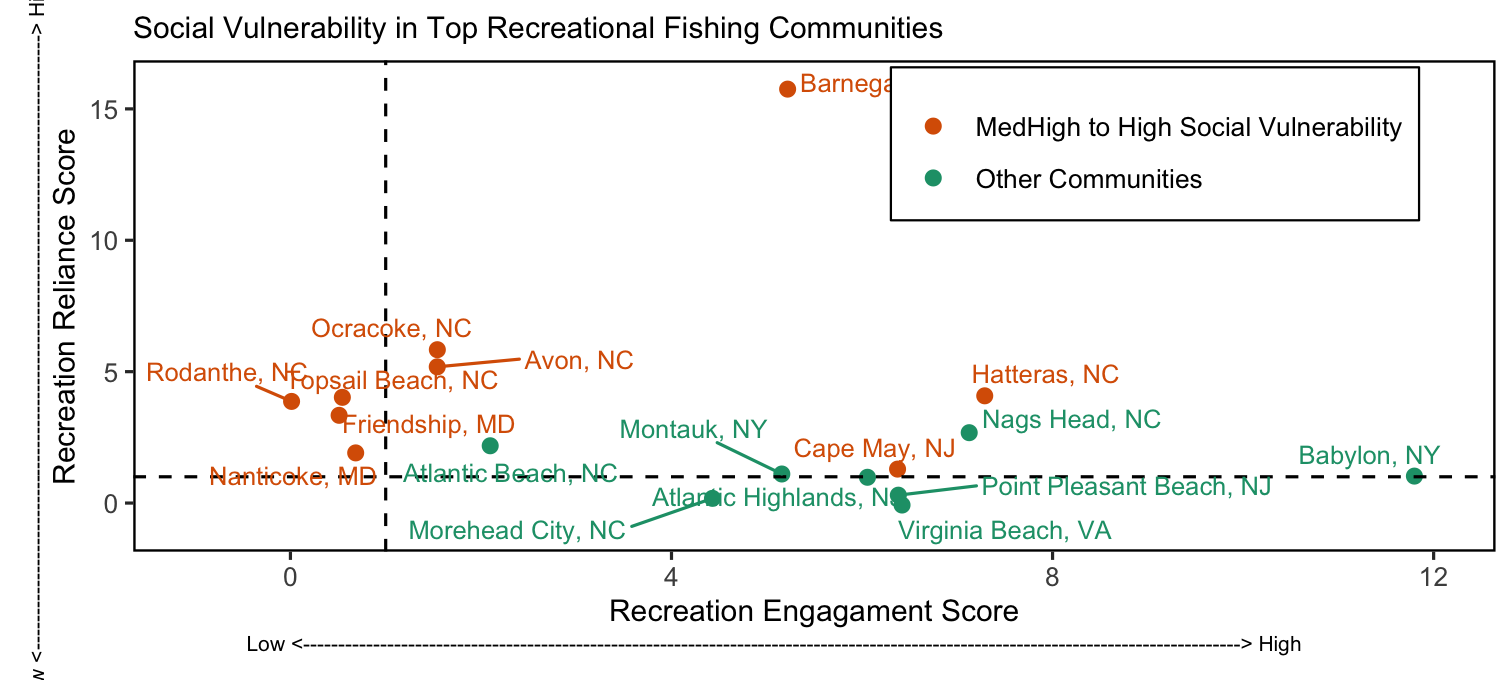 Social Vulnerability in Top Recreational Fishing Communities
Recreation Reliance Score
15
10
5
0
MedHigh to High Social Vulnerability
Other Communities
Ocracoke, NC
Avon, NC
Rodanthe, NC
Topsail Beach, NC
Hatteras, NC
Friendship, MD
Nags Head, NC
Montauk, NY
Cape May, NJ
Babylon, NY
Nanticoke, MD
Atlantic Beach, NC
Point Pleasant Beach, NJ
Atlantic Highlands, NJ
Morehead City, NC
Virginia Beach, VA
0 4 8 12
Recreation Engagament Score
Low <-----------------------------------------------------------------------------------------------> High